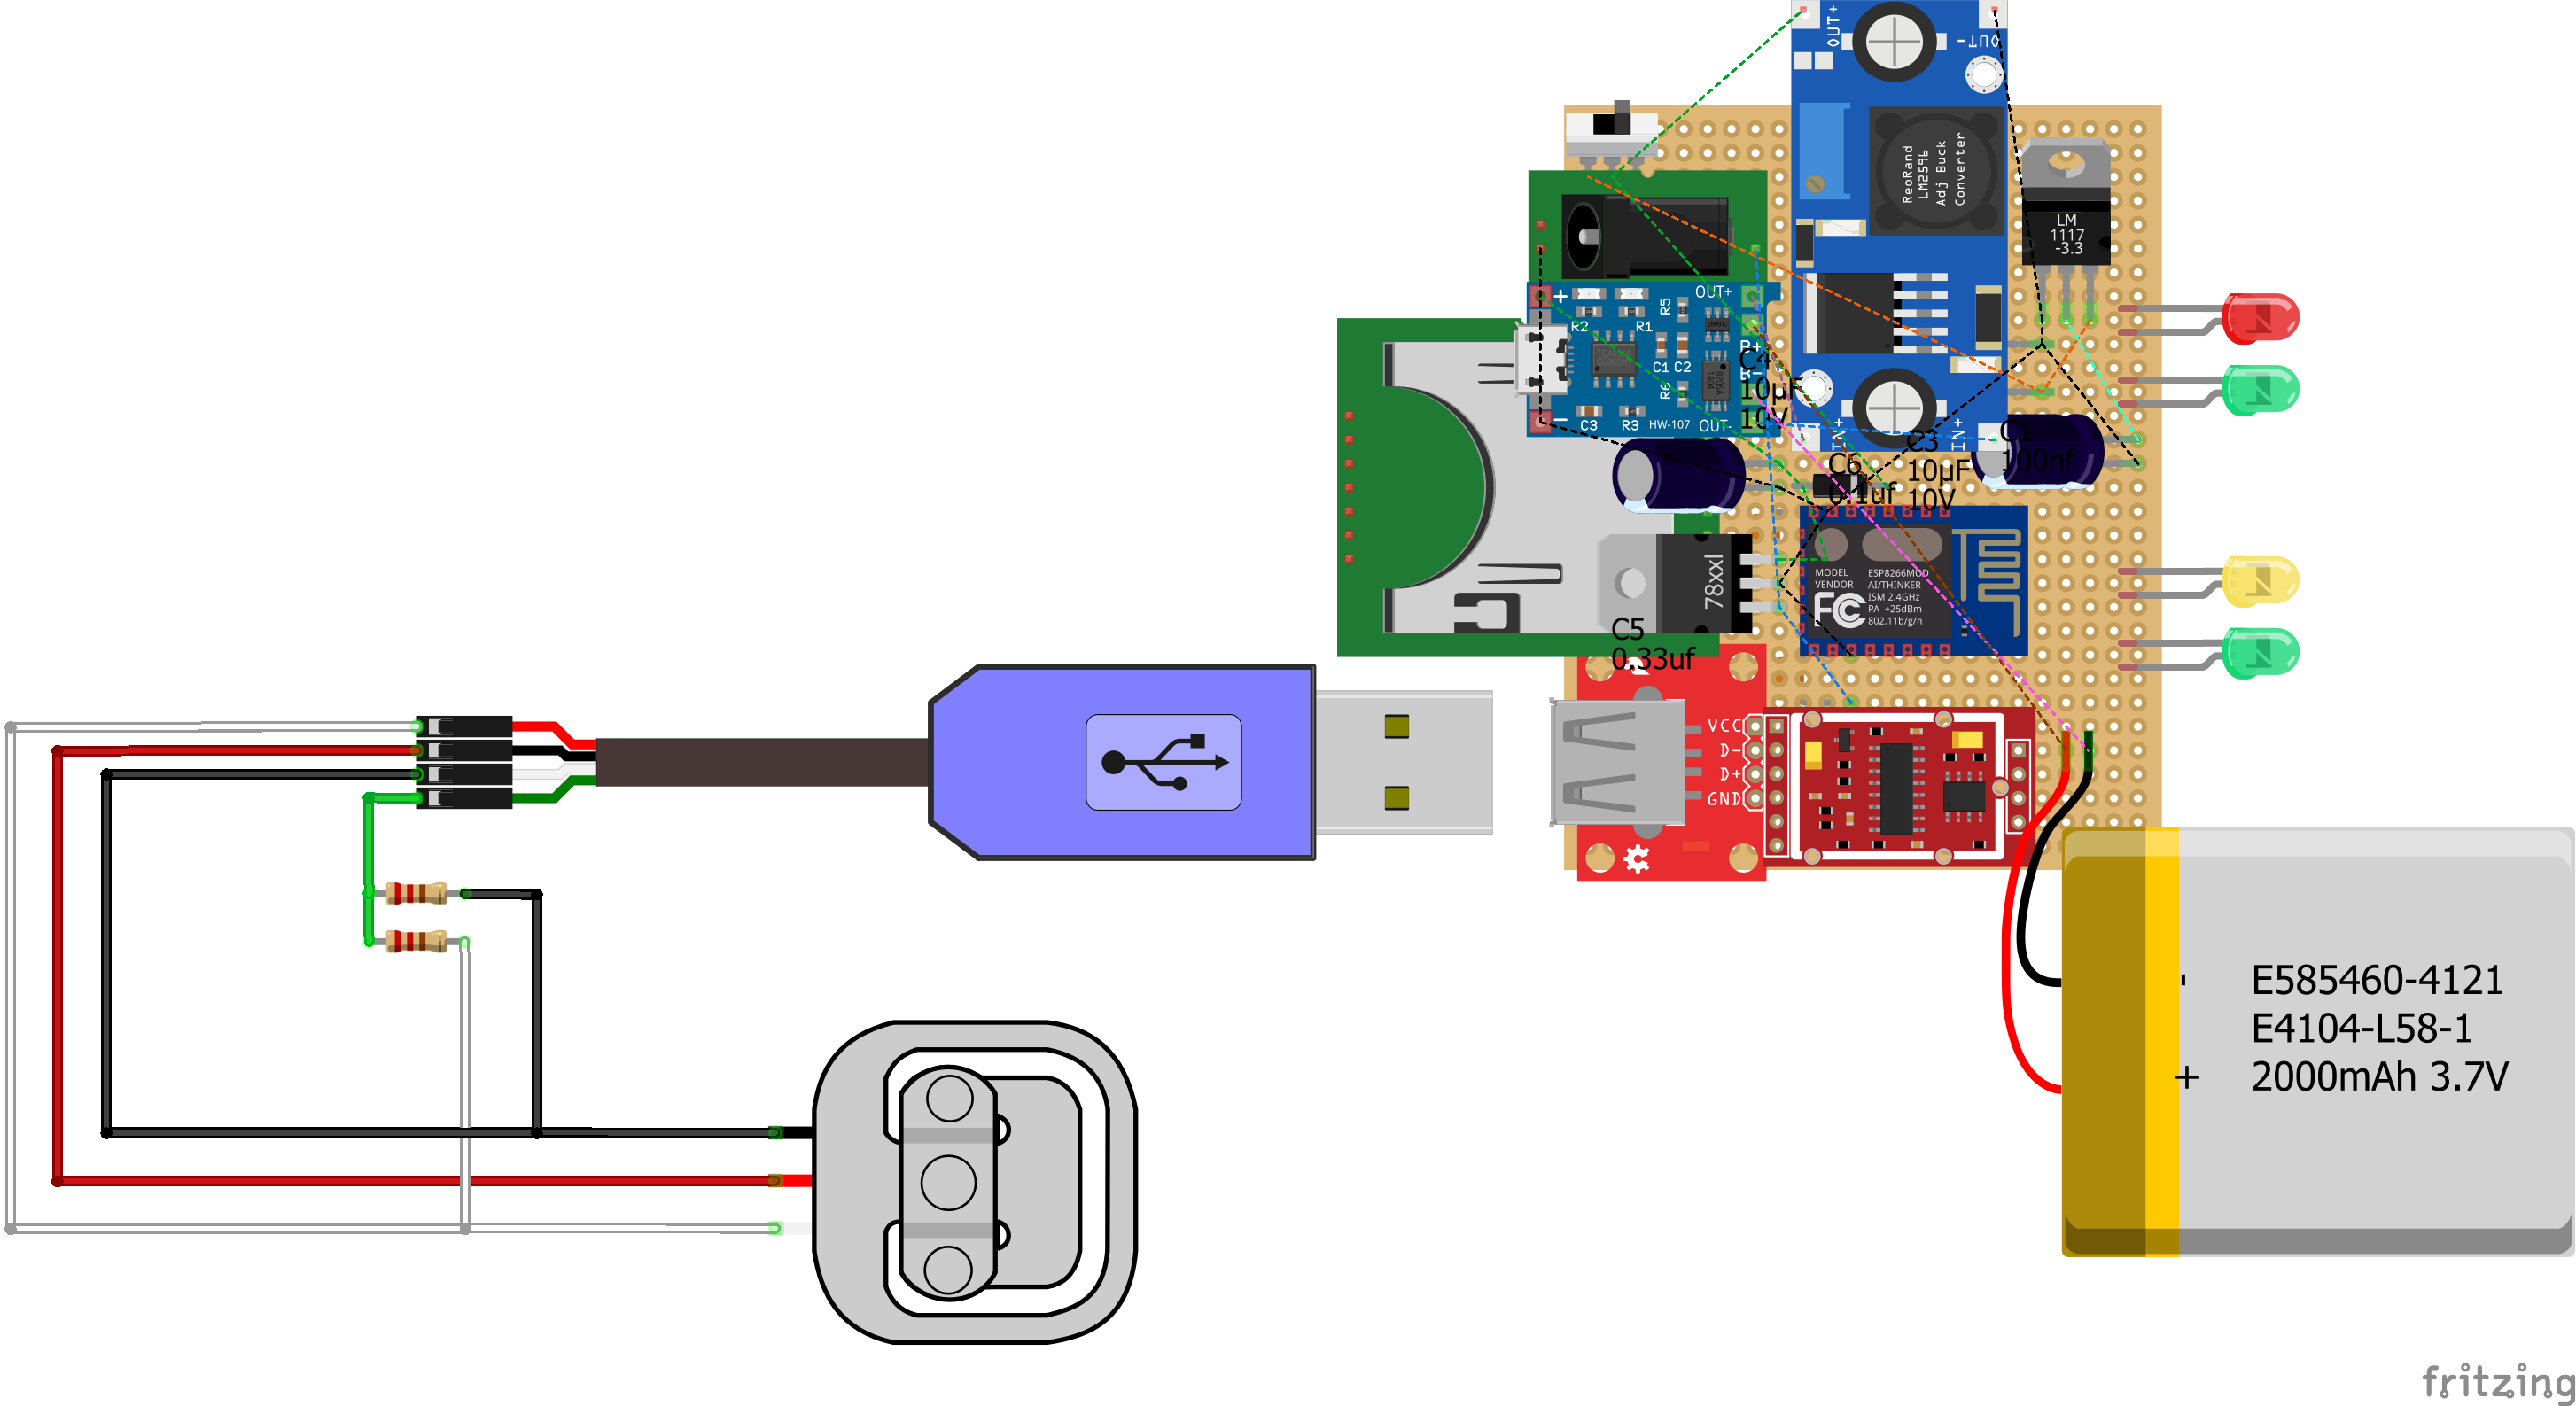 OUT+
OUT-
ReoRand
LM2596
Adj Buck
Converter
LM
1117
-3.3
+
OUT+
R5
R2
R1
B+
B-
C1 C2
R6
C4
10µF
10V
-
C3
R3
HW-107
OUT-
IN+
IN+
C1
100nf
C3
10µF
10V
C6
0.1uf
78xxl
MODEL
VENDOR
ESP8266MOD
AI/THINKER
ISM 2.4GHz
PA +25dBm
802.11b/g/n
FC
C5
0.33uf
VCC
D-
D+
GND
-
E585460-4121
E4104-L58-1
+
2000mAh 3.7V
fritzing